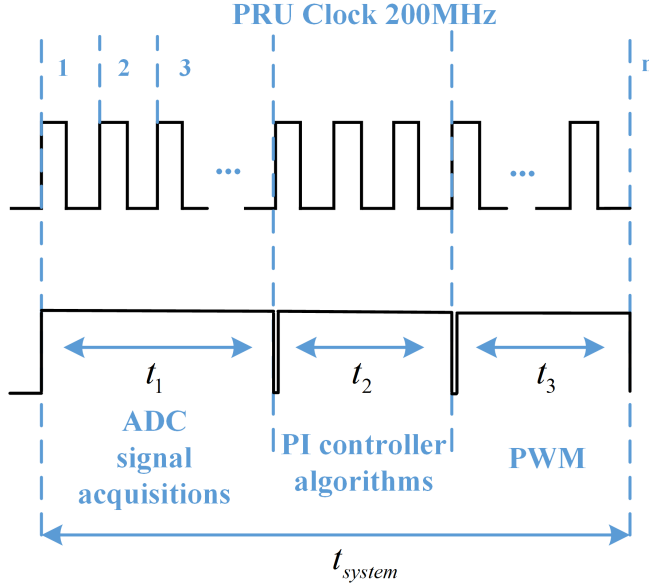 PRU Clock 200MHz
1 2 3
... ...
t1 t2 t3
ADC
signal
acquisitions
PI controller
algorithms
PWM
tsystem